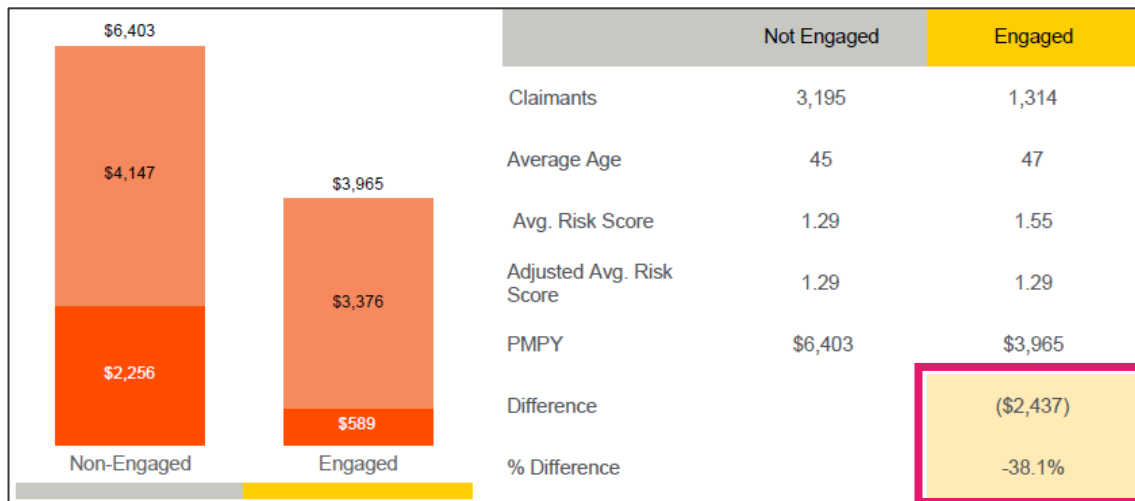 $6,403
$4,147
$2,256
Non-Engaged
$3,965
$3,376
$589
Engaged
Not Engaged Engaged
Claimants 3,195 1,314
Average Age 45 47
Avg. Risk Score 1.29 1.55
Adjusted Avg. Risk
Score 1.29 1.29
PMPY $6,403 $3,965
Difference ($2,437)
% Difference -38.1%